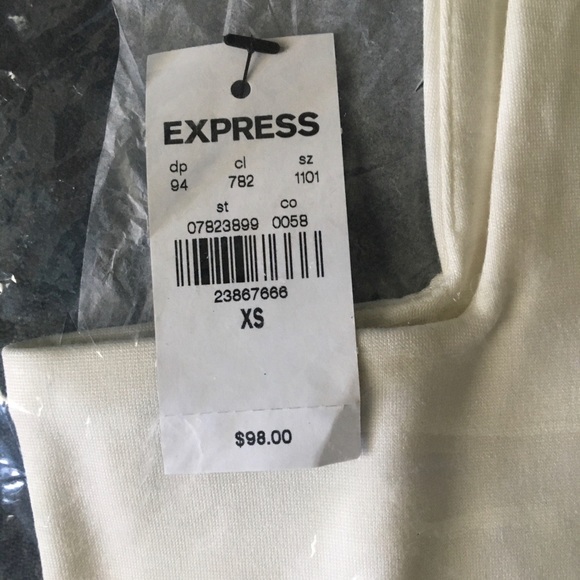 EXPRESS
dp cl sz
94 782 1101
st co
07823899 0058
23867666
XS
$98.00